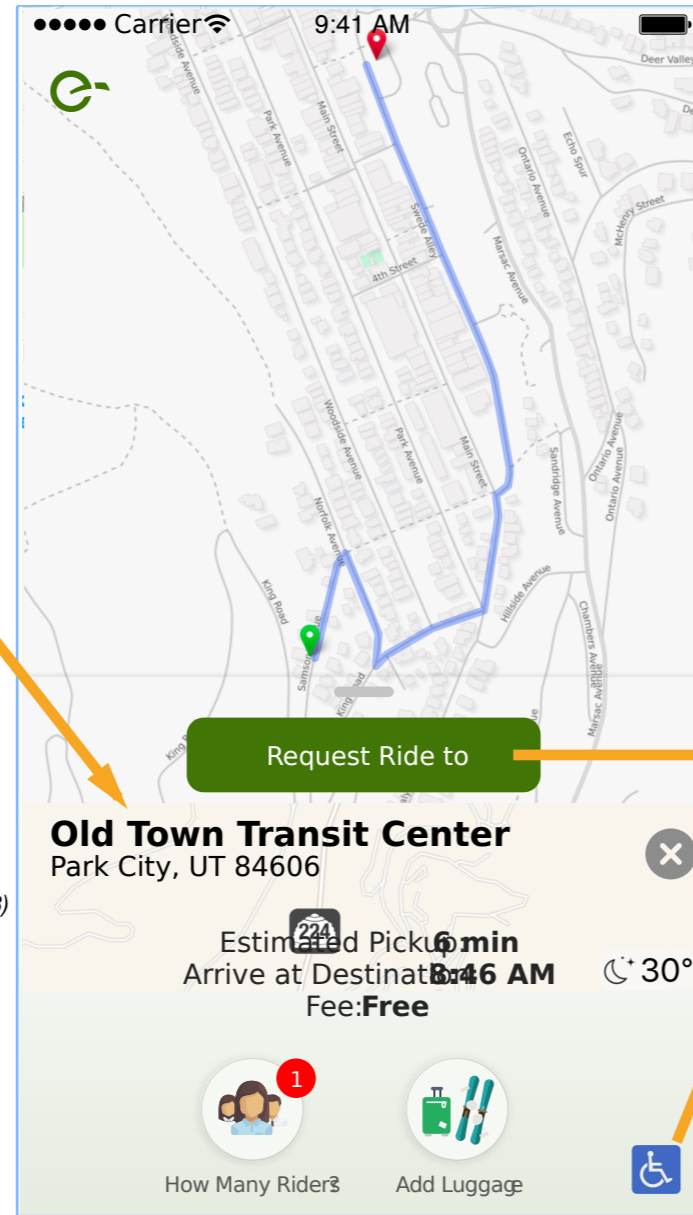 Carrier
9:41 AM
Deer Valley
Woodside Avenue
Park Avenue
Main Street
Echo Spur
Ontario Avenue
McHenry Street
Swede Alley
Marsac Avenue
4th Street
Woodside Avenue
Park Avenue
Main Street
Sandridge Avenue
Ontario Avenue
Ontario Avenue
Norfolk Avenue
King Road
Hillside Avenue
Chambers Avenue
Marsac Avenue
King
Request Ride to
Old Town Transit Center
Park City, UT 84606
224
Estimated Pickup: 6 min
Arrive at Destination: 8:46 AM
30°
Fee: Free
1
How Many Riders?
Add Luggage